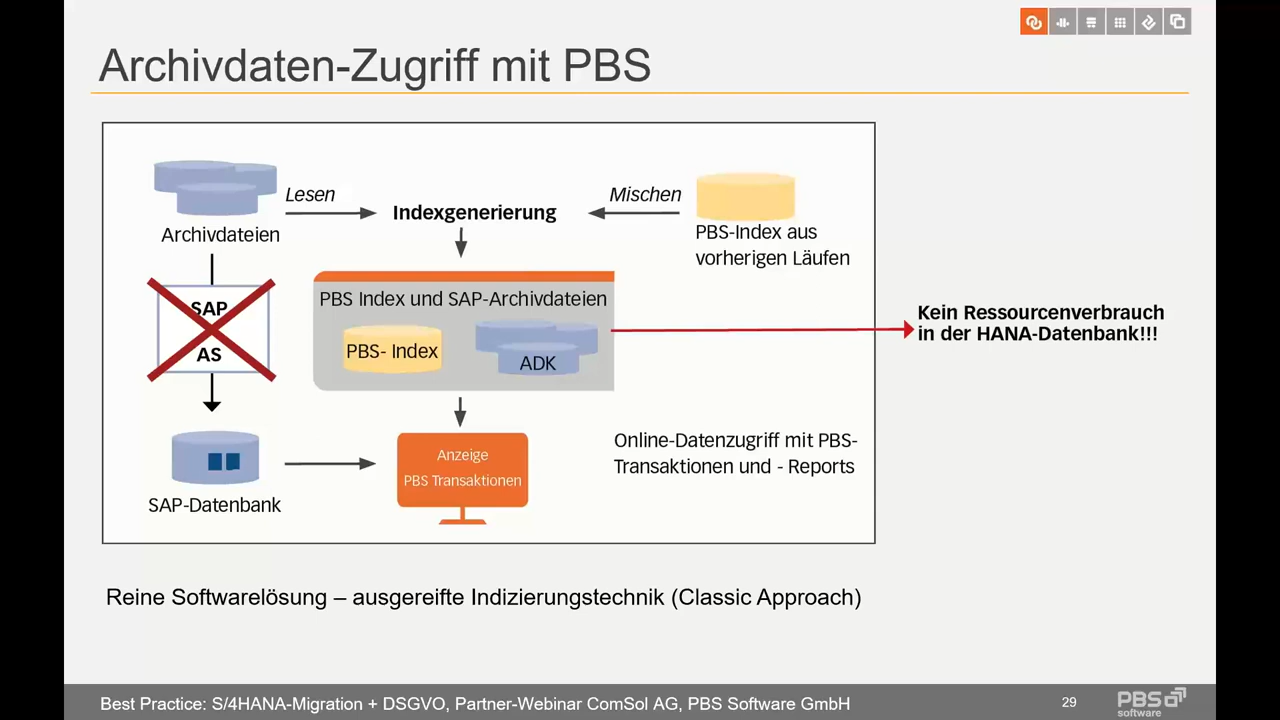 Archivdaten-Zugriff mit PBS
Lesen
Mischen
Indexgenerierung
Archivdateien
PBS-Index aus
vorherigen Läufen
PBS Index und SAP-Archivdateien
SAP
AS
PBS- Index
ADK
Kein Ressourcenverbrauch
in der HANA-Datenbank!!!
Online-Datenzugriff mit PBS-
Transaktionen und - Reports
Anzeige
PBS Transaktionen
SAP-Datenbank
Reine Softwarelösung – ausgereifte Indizierungstechnik (Classic Approach)
Best Practice: S/4HANA-Migration + DSGVO, Partner-Webinar ComSol AG, PBS Software GmbH
29
PBS
software